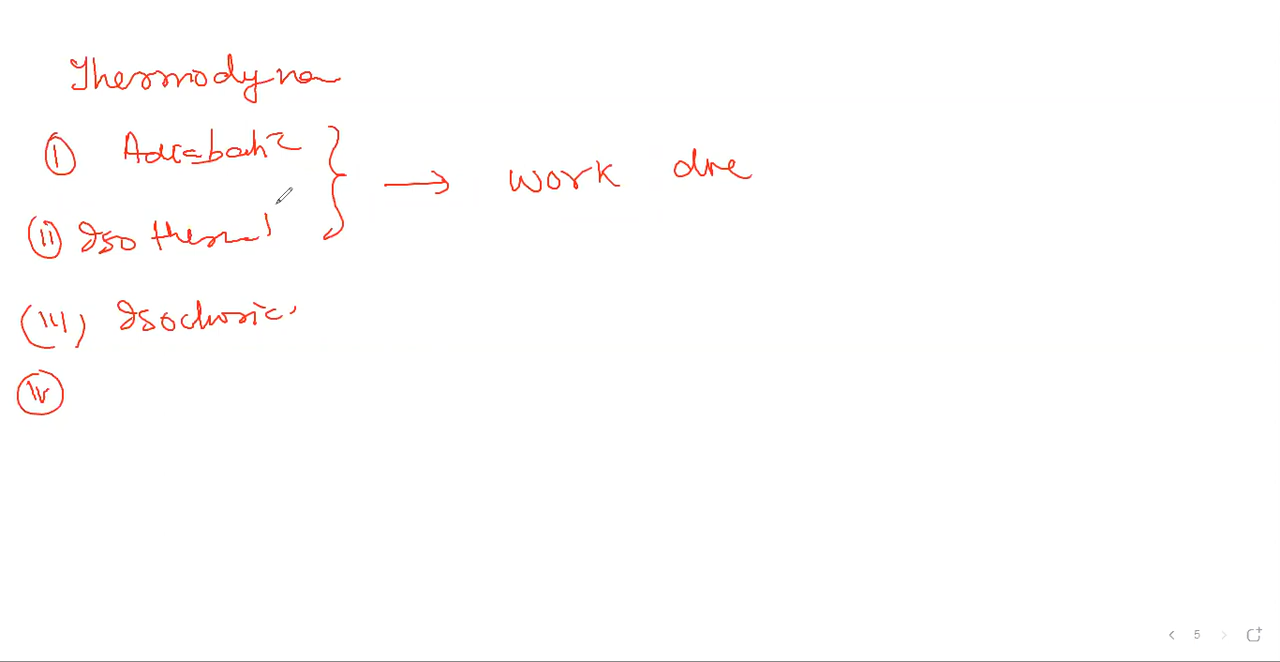 Thermodyna
(i) Adiabatic } → work done
(ii) Isothermal
(iii) Isochoric
(iv)
5